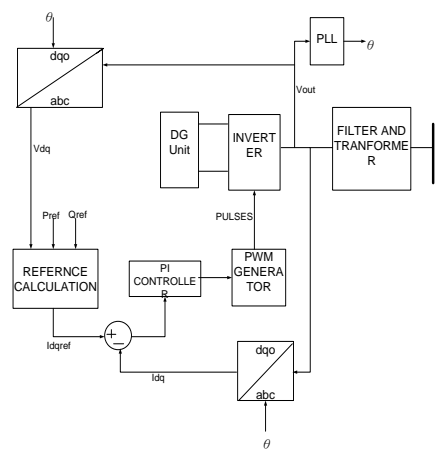 θ
PLL
θ
dqo
abc
Vout
DG
Unit
INVERT
ER
FILTER AND
TRANFORME
R
Vdq
Pref
Qref
PULSES
REFERNCE
CALCULATION
PI
CONTROLLE
R
PWM
GENERA
TOR
+
−
Idqref
Idq
dqo
abc
θ